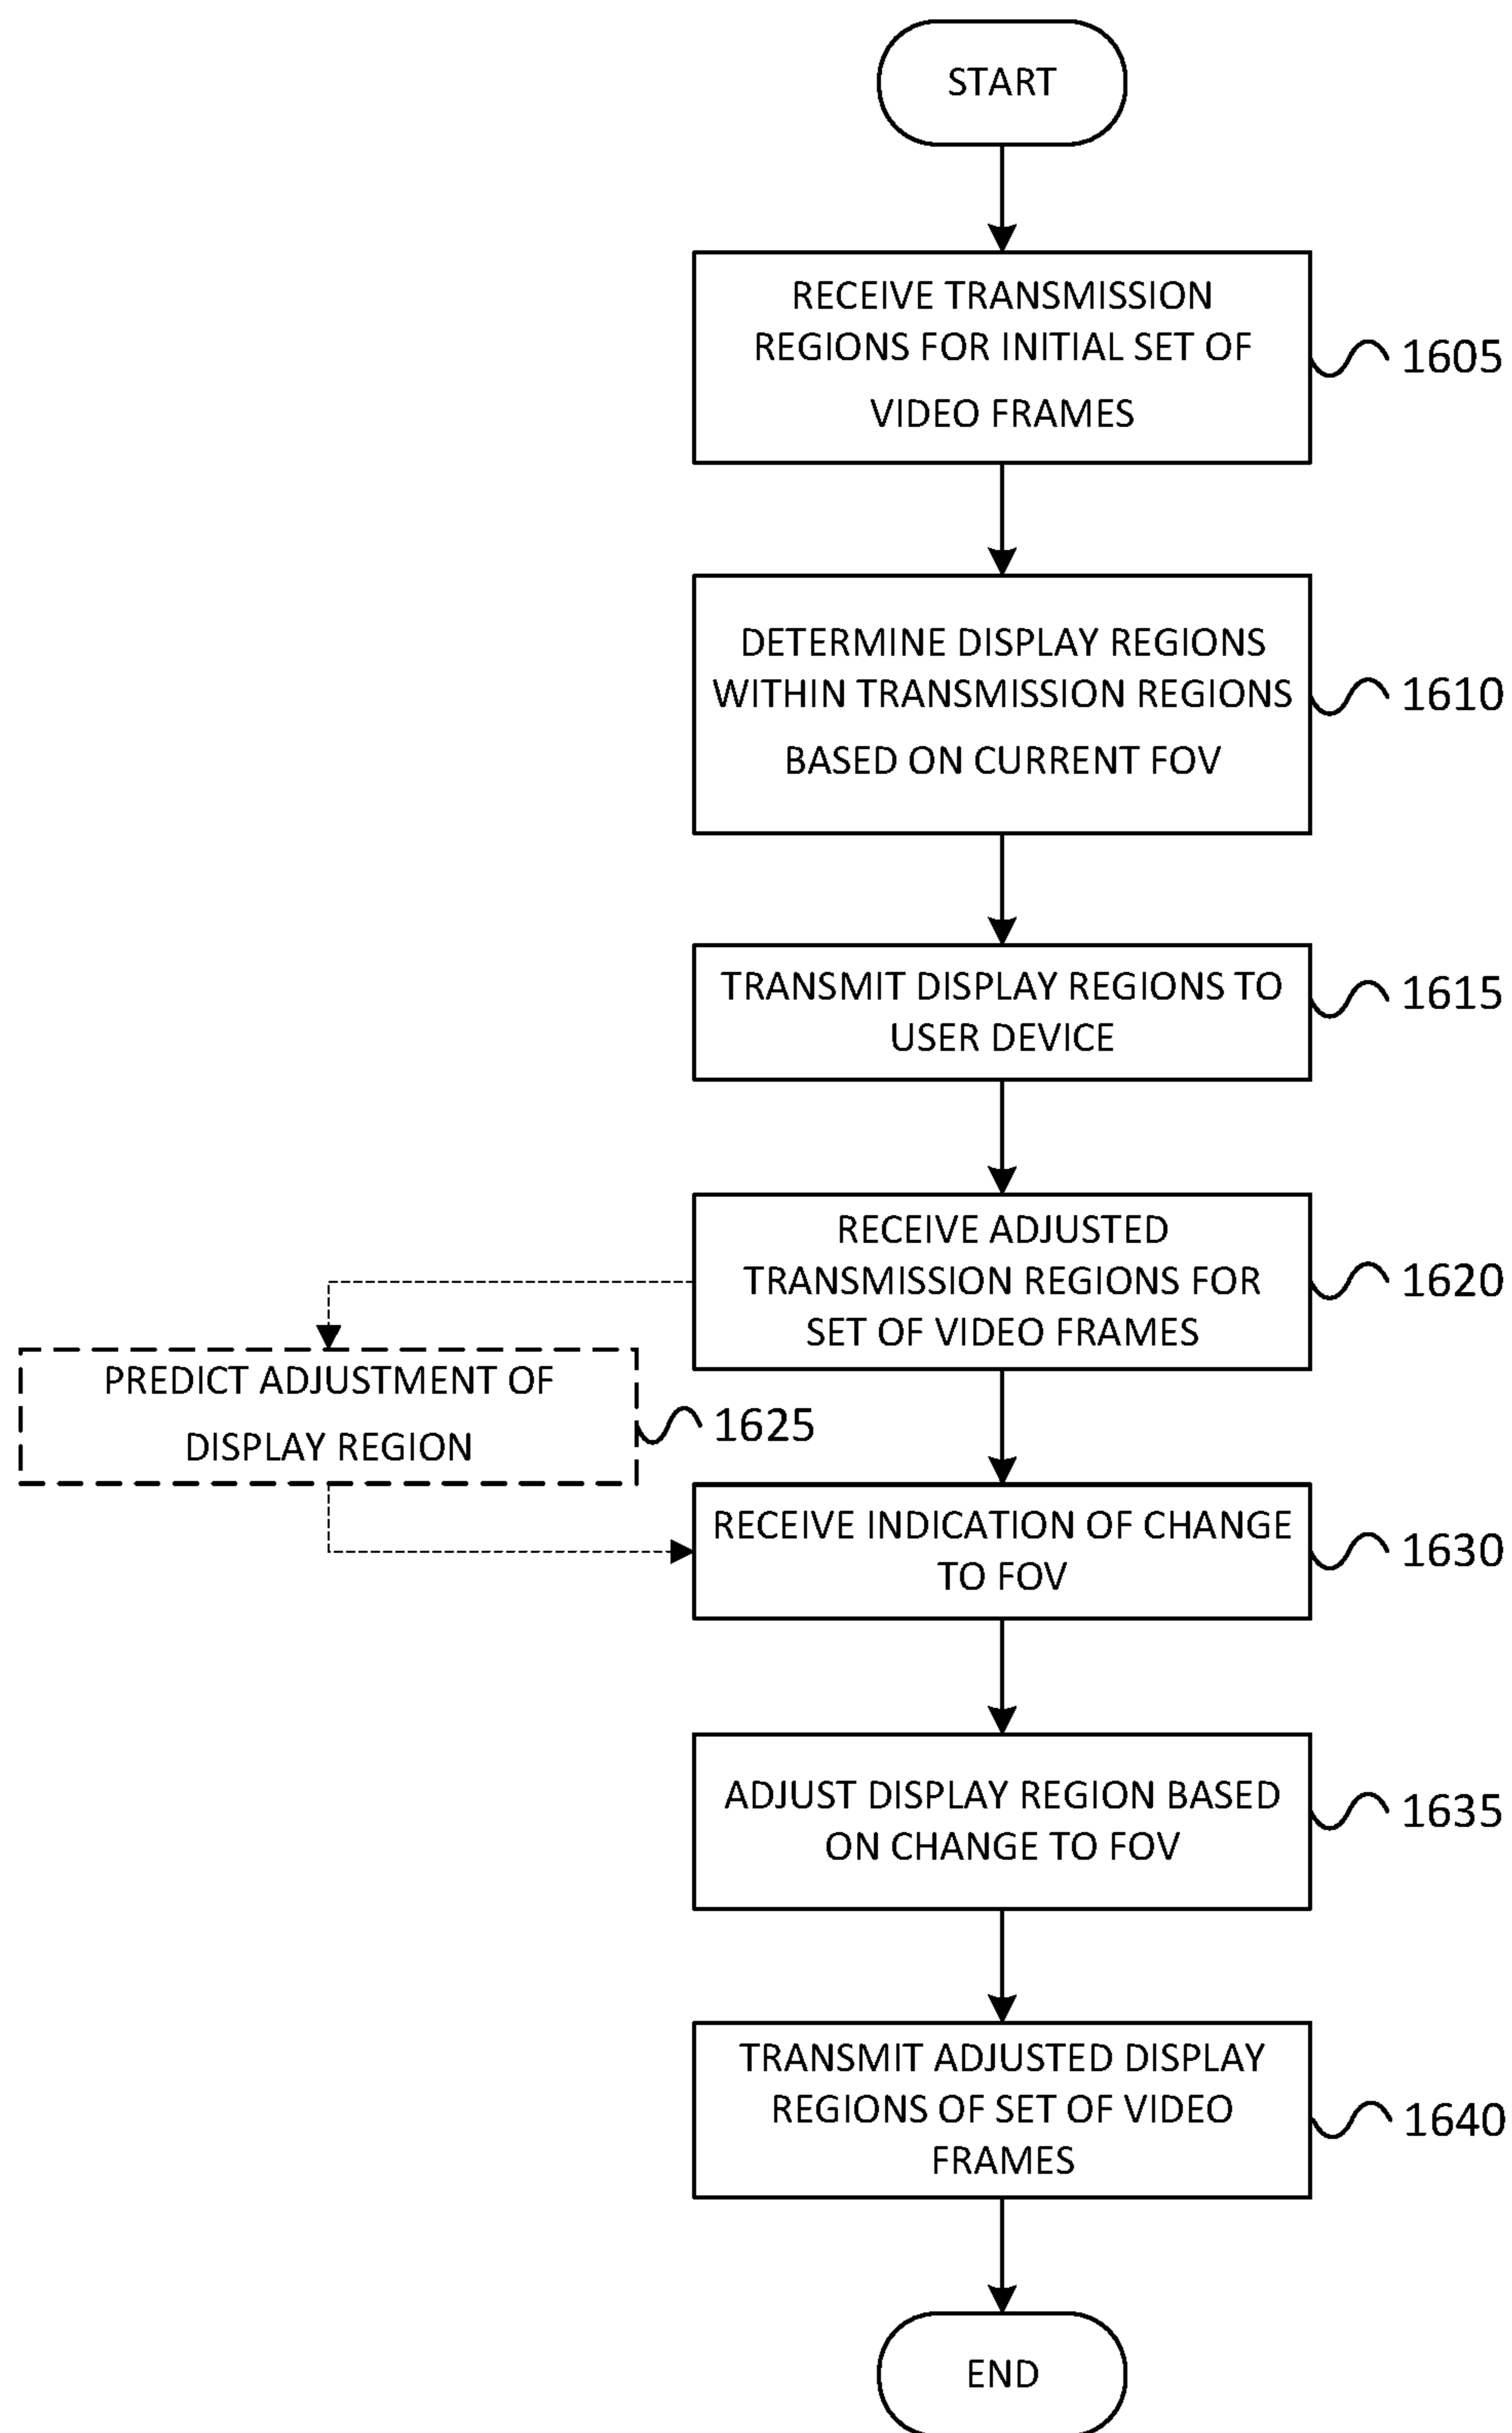 START
RECEIVE TRANSMISSION
REGIONS FOR INITIAL SET OF
VIDEO FRAMES
1605
DETERMINE DISPLAY REGIONS
WITHIN TRANSMISSION REGIONS
BASED ON CURRENT FOV
1610
TRANSMIT DISPLAY REGIONS TO
USER DEVICE
1615
RECEIVE ADJUSTED
TRANSMISSION REGIONS FOR
SET OF VIDEO FRAMES
1620
PREDICT ADJUSTMENT OF
DISPLAY REGION
1625
RECEIVE INDICATION OF CHANGE
TO FOV
1630
ADJUST DISPLAY REGION BASED
ON CHANGE TO FOV
1635
TRANSMIT ADJUSTED DISPLAY
REGIONS OF SET OF VIDEO
FRAMES
1640
END